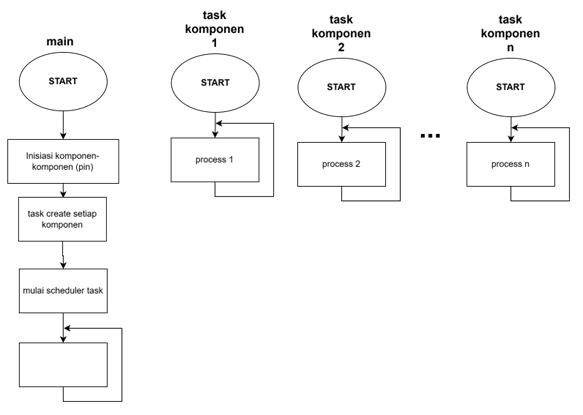 main
START
Inisiasi komponen-
komponen (pin)
task create setiap
komponen
mulai scheduler task
task
komponen
1
START
process 1
task
komponen
2
START
process 2
...
task
komponen
n
START
process n